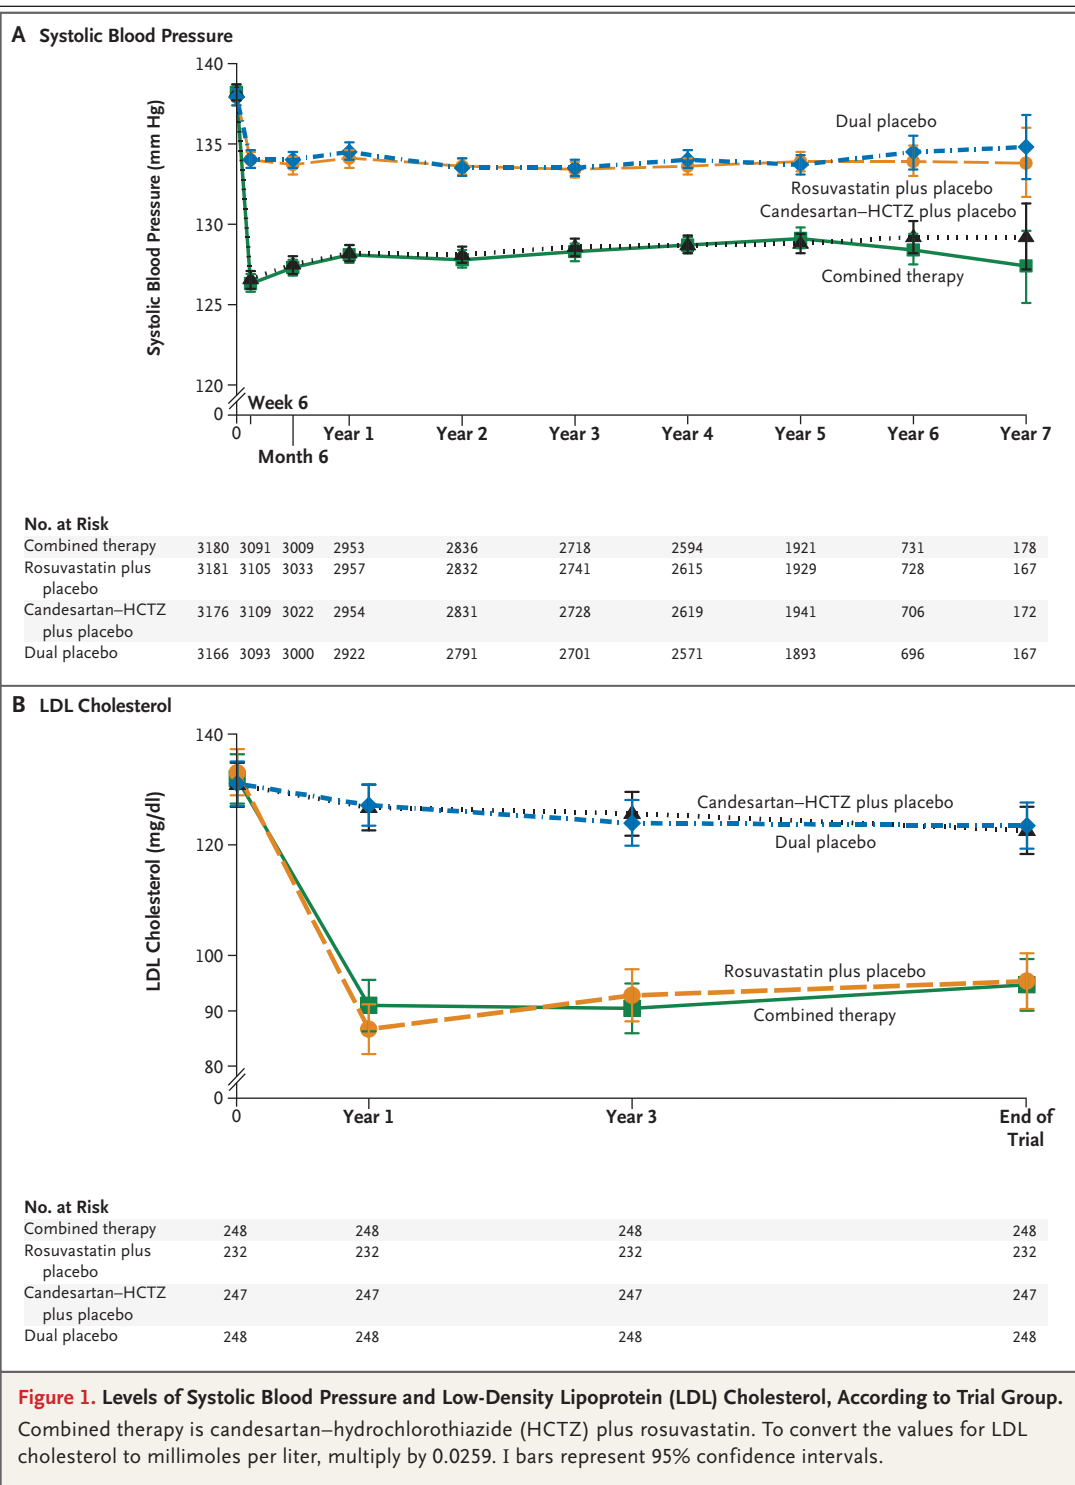 A Systolic Blood Pressure
Systolic Blood Pressure (mm Hg)
140
135
130
125
120
0
Dual placebo
Rosuvastatin plus placebo
Candesartan–HCTZ plus placebo
Combined therapy
Week 6
0 Year 1 Year 2 Year 3 Year 4 Year 5 Year 6 Year 7
Month 6
No. at Risk
Combined therapy 3180 3091 3009 2953 2836 2718 2594 1921 731 178
Rosuvastatin plus 3181 3105 3033 2957 2832 2741 2615 1929 728 167
placebo
Candesartan–HCTZ 3176 3109 3022 2954 2831 2728 2619 1941 706 172
plus placebo
Dual placebo 3166 3093 3000 2922 2791 2701 2571 1893 696 167
B LDL Cholesterol
LDL Cholesterol (mg/dl)
140
120
100
90
80
0
Candesartan–HCTZ plus placebo
Dual placebo
Rosuvastatin plus placebo
Combined therapy
0 Year 1 Year 3 End of
Trial
No. at Risk
Combined therapy 248 248 248 248
Rosuvastatin plus 232 232 232 232
placebo
Candesartan–HCTZ 247 247 247 247
plus placebo
Dual placebo 248 248 248 248
Figure 1. Levels of Systolic Blood Pressure and Low-Density Lipoprotein (LDL) Cholesterol, According to Trial Group.
Combined therapy is candesartan–hydrochlorothiazide (HCTZ) plus rosuvastatin. To convert the values for LDL
cholesterol to millimoles per liter, multiply by 0.0259. I bars represent 95% confidence intervals.